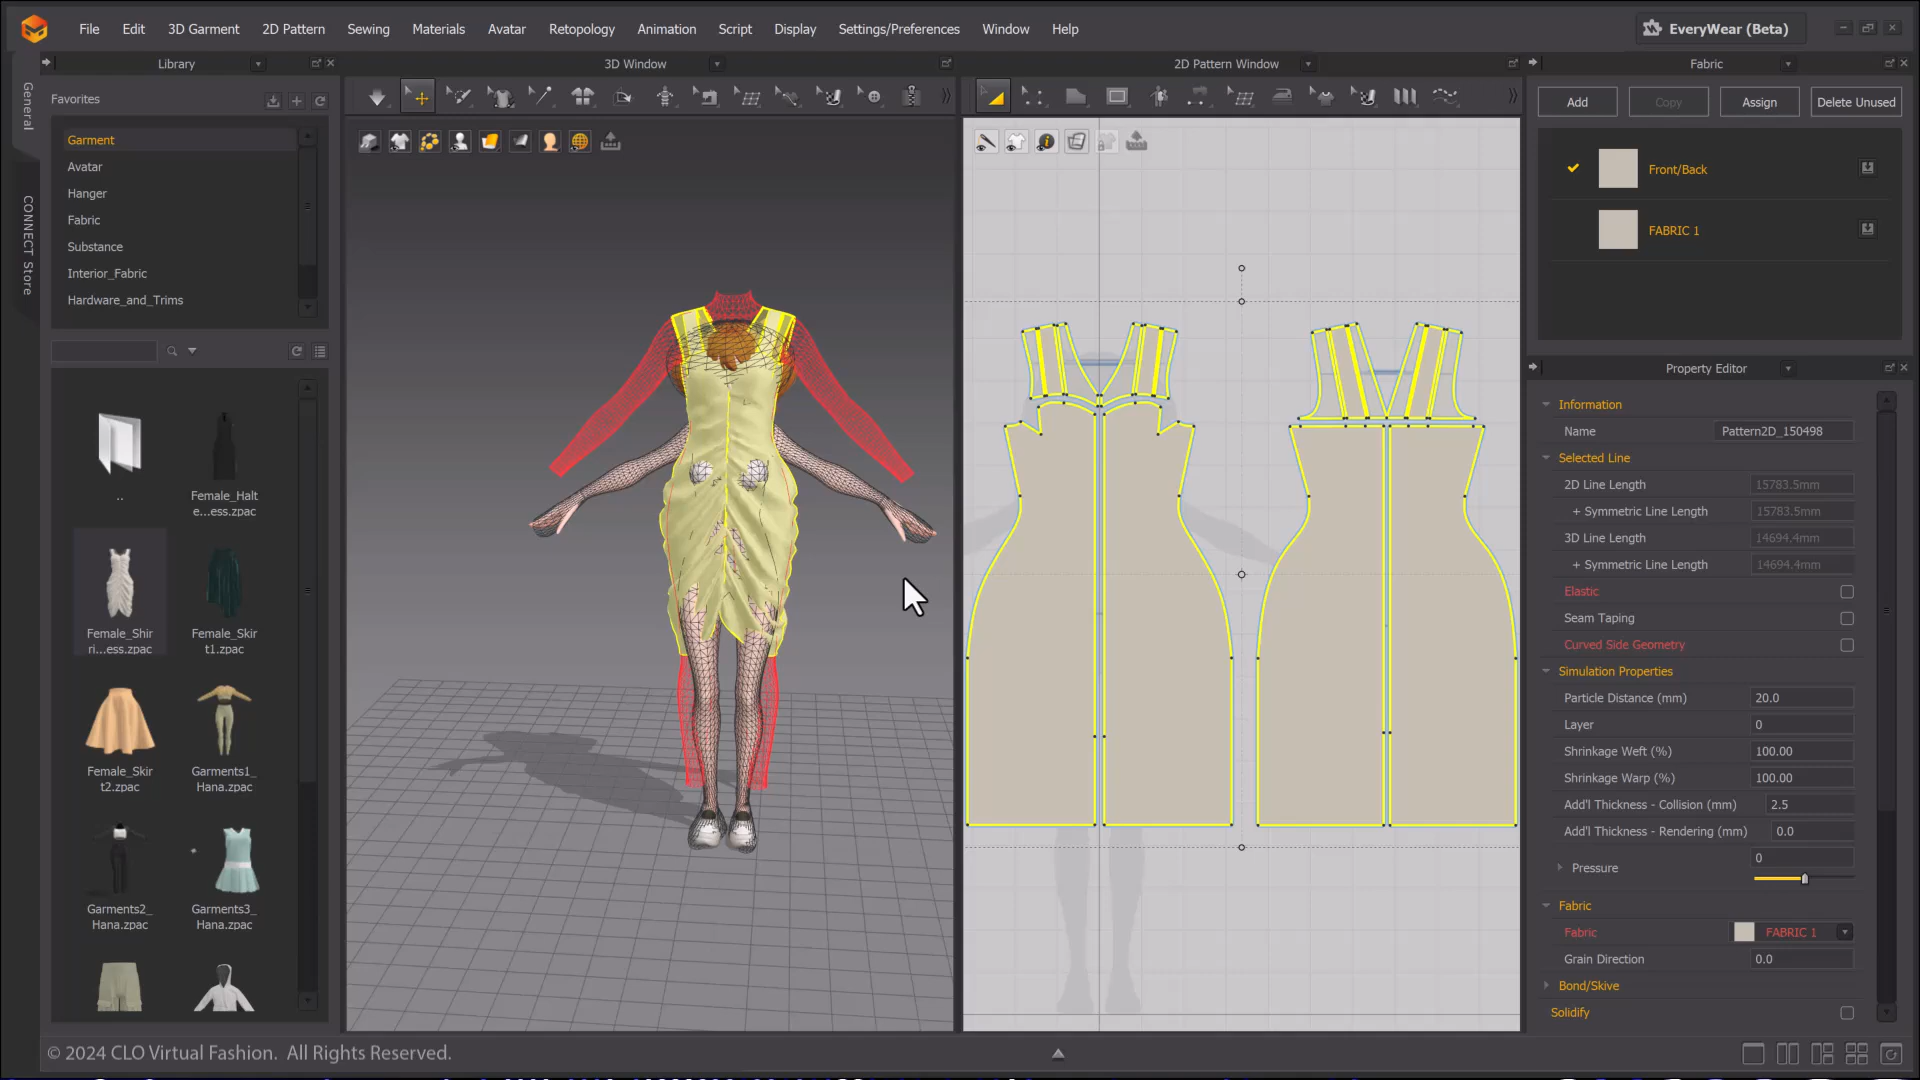 File Edit 3D Garment 2D Pattern Sewing Materials Avatar Retopology Animation Script Display Settings/Preferences Window Help EveryWear (Beta)
Library 3D Window 2D Pattern Window Fabric
General
CONNECT Store
Favorites
Garment
Avatar
Hanger
Fabric
Substance
Interior_Fabric
Hardware_and_Trims
..
Female_Halt
e...ess.zpac
Female_Shir
ri...ess.zpac
Female_Skir
t1.zpac
Female_Skir
t2.zpac
Garments1_
Hana.zpac
Garments2_
Hana.zpac
Garments3_
Hana.zpac
Add Copy Assign Delete Unused
Front/Back
FABRIC 1
Property Editor
Information
Name Pattern2D_150498
Selected Line
2D Line Length 15783.5mm
+ Symmetric Line Length 15783.5mm
3D Line Length 14694.4mm
+ Symmetric Line Length 14694.4mm
Elastic
Seam Taping
Curved Side Geometry
Simulation Properties
Particle Distance (mm) 20.0
Layer 0
Shrinkage Weft (%) 100.00
Shrinkage Warp (%) 100.00
Add'l Thickness - Collision (mm) 2.5
Add'l Thickness - Rendering (mm) 0.0
Pressure 0
Fabric
Fabric FABRIC 1
Grain Direction 0.0
Bond/Skive
Solidify
© 2024 CLO Virtual Fashion. All Rights Reserved.